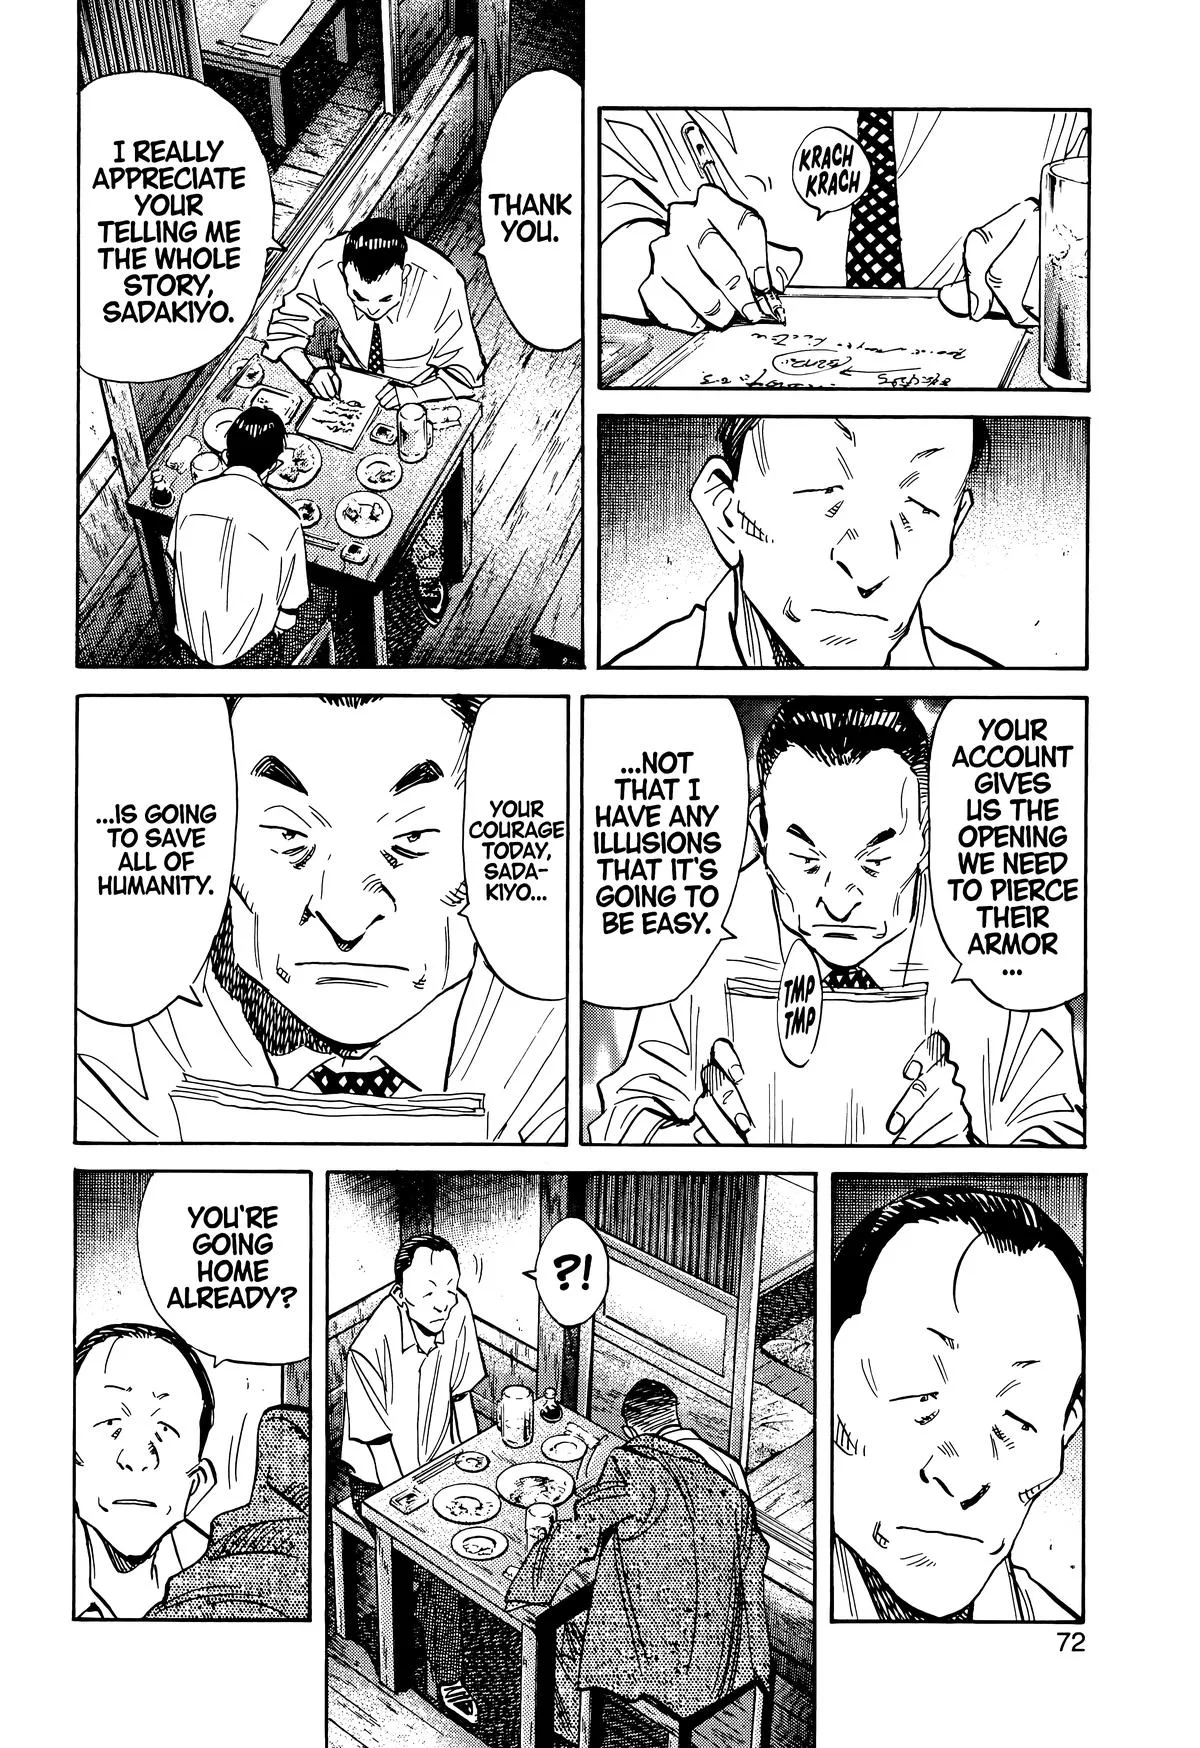 KRACH
KRACH
THANK
YOU.
I REALLY
APPRECIATE
YOUR
TELLING ME
THE WHOLE
STORY,
SADAKIYO.
YOUR
ACCOUNT
GIVES
US THE
OPENING
WE NEED
TO PIERCE
THEIR
ARMOR
...
TMP
TMP
...NOT
THAT I
HAVE ANY
ILLUSIONS
THAT IT'S
GOING TO
BE EASY.
YOUR
COURAGE
TODAY,
SADA-
KIYO...
...IS GOING
TO SAVE
ALL OF
HUMANITY.
?!
YOU'RE
GOING
HOME
ALREADY?
72